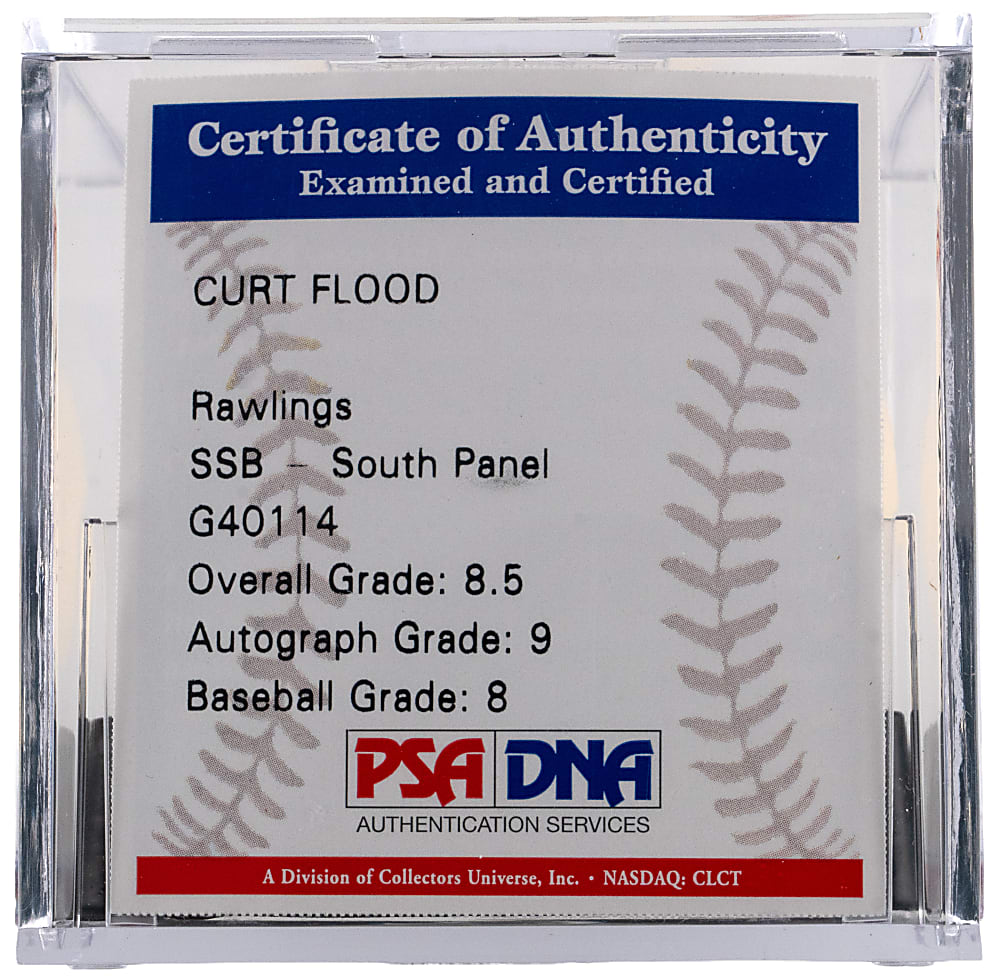 Certificate of Authenticity
Examined and Certified
CURT FLOOD
Rawlings
SSB - South Panel
G40114
Overall Grade: 8.5
Autograph Grade: 9
Baseball Grade: 8
PSA DNA
AUTHENTICATION SERVICES
A Division of Collectors Universe, Inc. • NASDAQ: CLCT